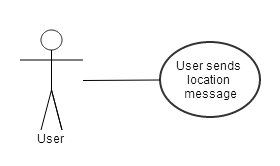 User sends
location
message
User